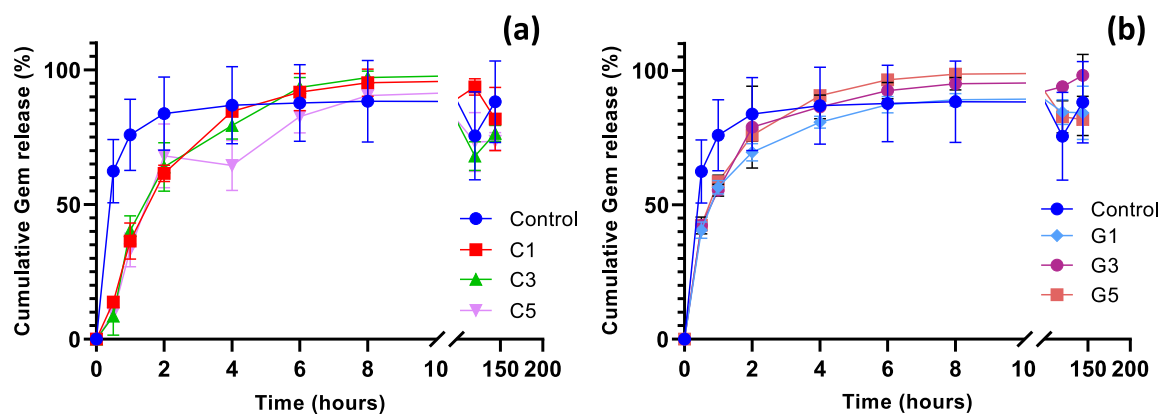 (a)
Cumulative Gem release (%)
100
50
0
0 2 4 6 8 10 150 200
Time (hours)
Control
C1
C3
C5
(b)
Cumulative Gem release (%)
100
50
0
0 2 4 6 8 10 150 200
Time (hours)
Control
G1
G3
G5